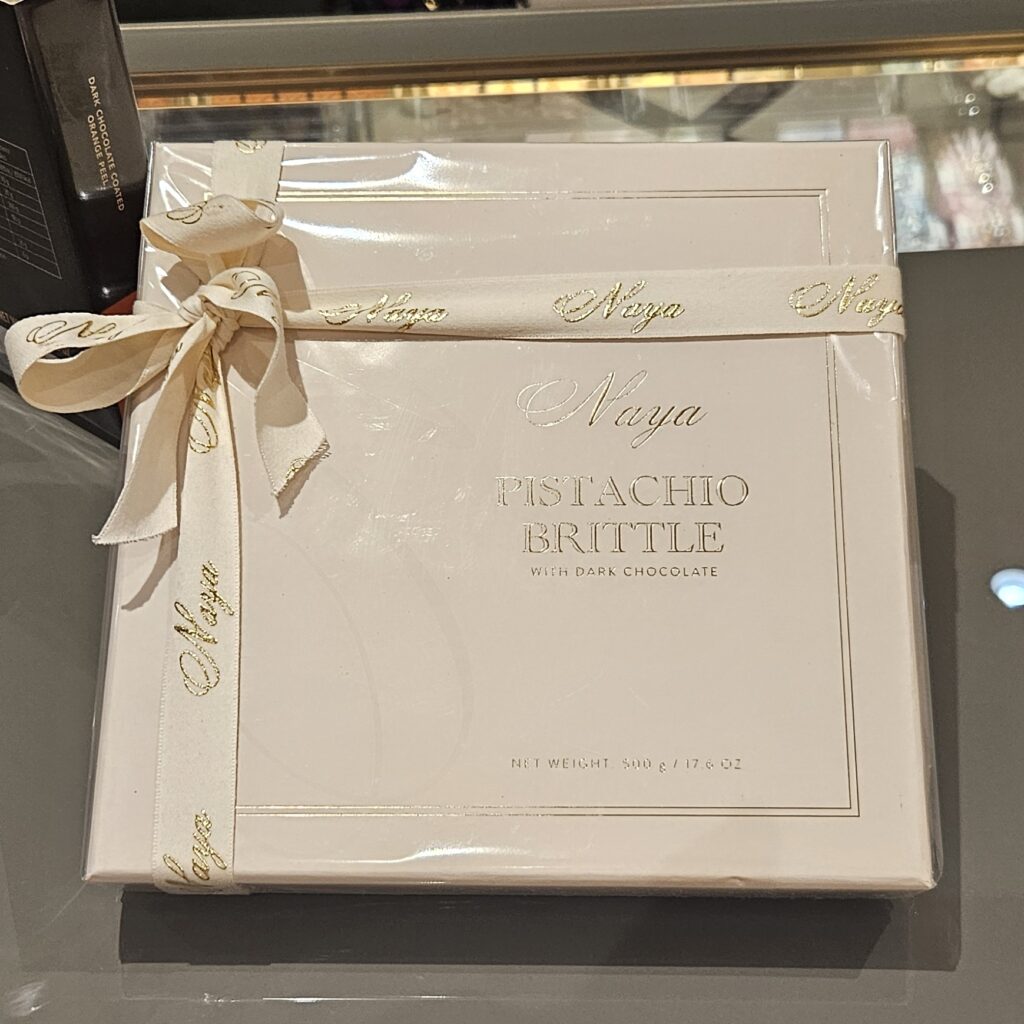 DARK CHOCOLATE COATED
ORANGE PEEL
Naya Naya Naya
Naya
PISTACHIO
BRITTLE
WITH DARK CHOCOLATE
NET WEIGHT: 500 g / 17.6 OZ
Naya
Naya